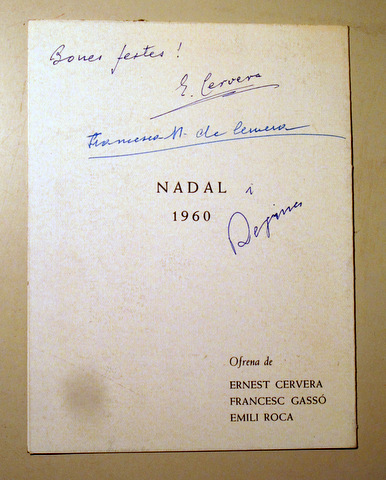 Bones festes!
E. Cervera
Francesca M. de Cervera
NADAL i
1960
Ofrena de
ERNEST CERVERA
FRANCESC GASSÓ
EMILI ROCA